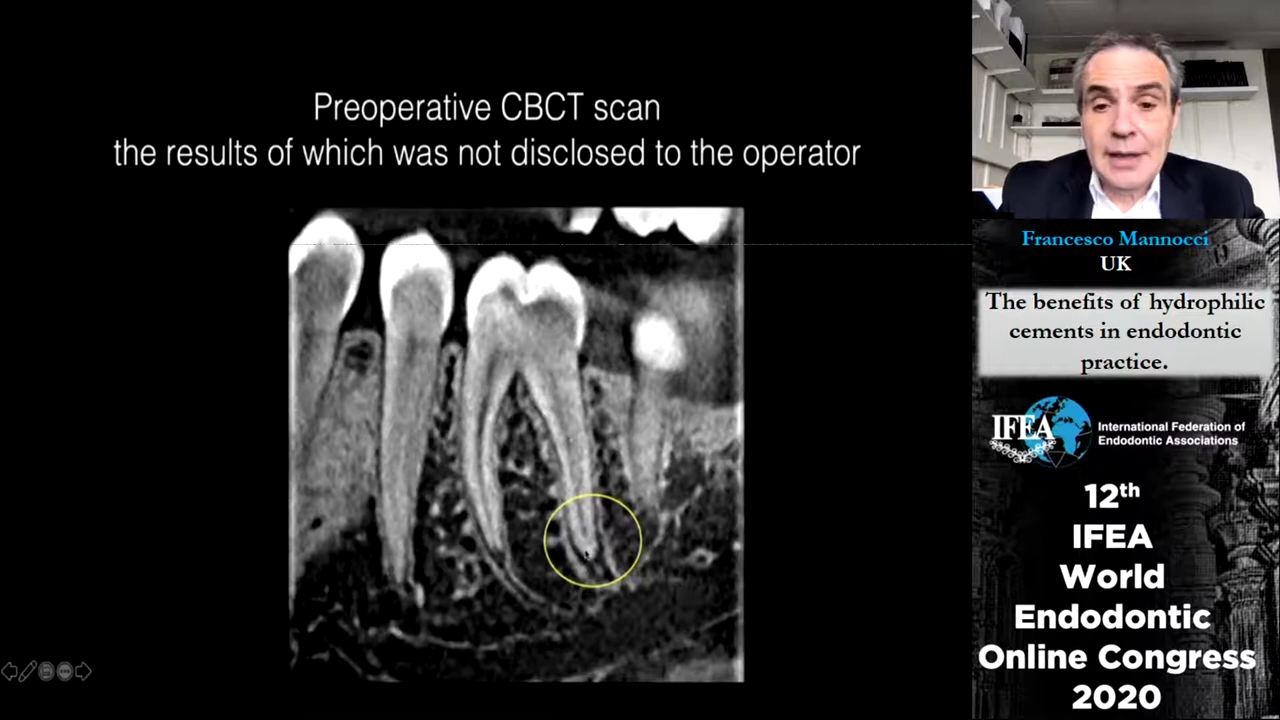 Preoperative CBCT scan
the results of which was not disclosed to the operator
Francesco Mannocci
UK
The benefits of hydrophilic
cements in endodontic
practice.
IFEA
International Federation of
Endodontic Associations
12th
IFEA
World
Endodontic
Online Congress
2020